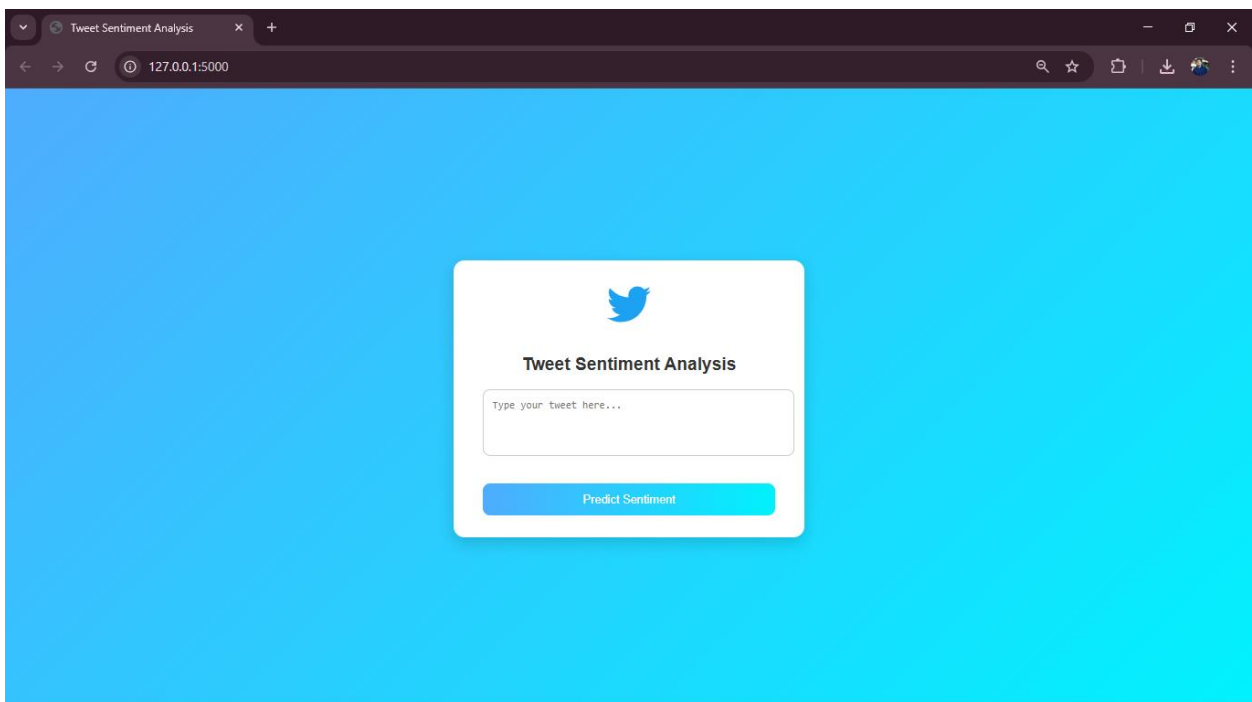 Tweet Sentiment Analysis
127.0.0.1:5000
Tweet Sentiment Analysis
Type your tweet here...
Predict Sentiment